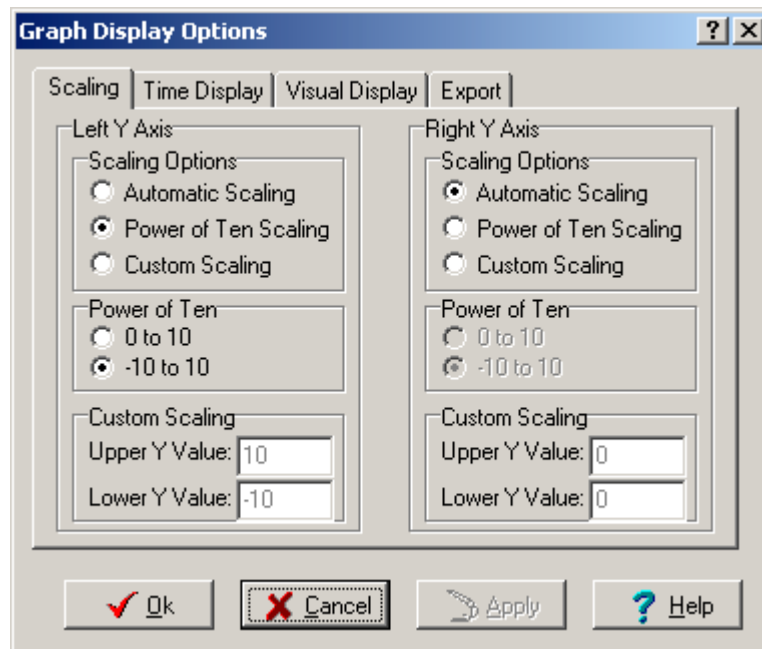 Graph Display Options
Scaling Time Display Visual Display Export
Left Y Axis
Scaling Options
Automatic Scaling
Power of Ten Scaling
Custom Scaling
Power of Ten
0 to 10
-10 to 10
Custom Scaling
Upper Y Value: 10
Lower Y Value: -10
Right Y Axis
Scaling Options
Automatic Scaling
Power of Ten Scaling
Custom Scaling
Power of Ten
0 to 10
-10 to 10
Custom Scaling
Upper Y Value: 0
Lower Y Value: 0
Ok Cancel Apply Help